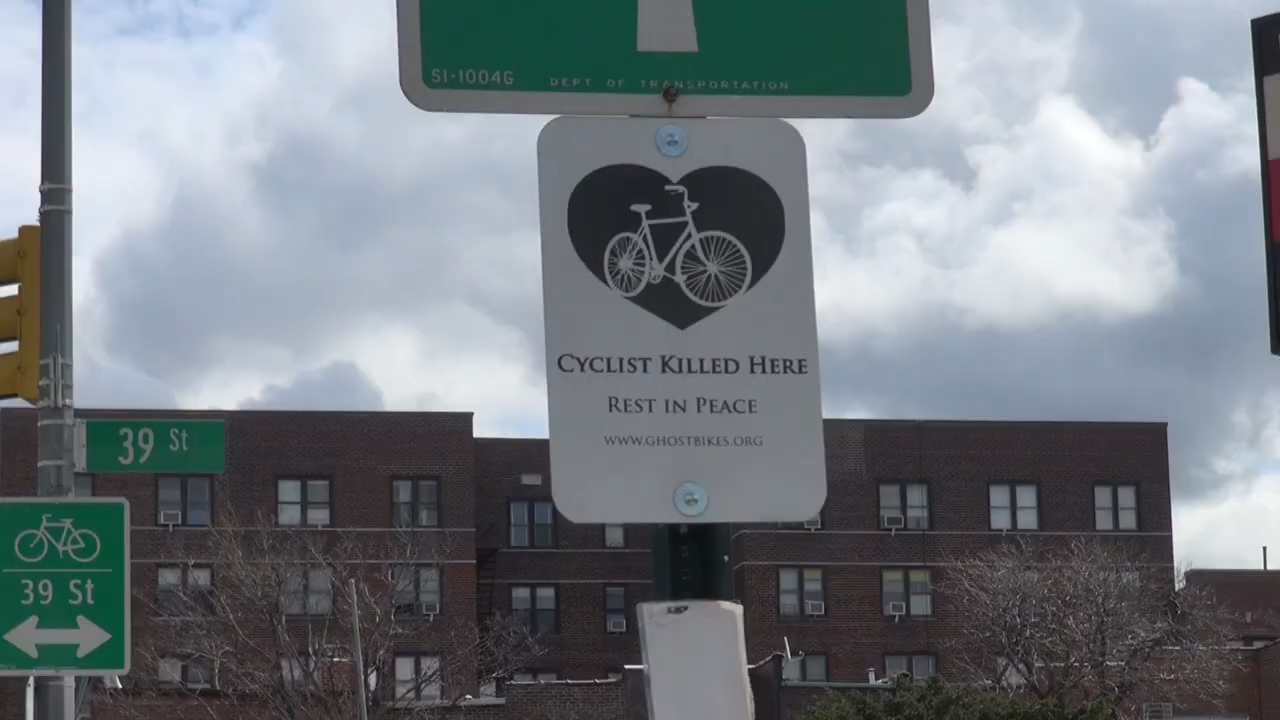 SI-1004G DEPT OF TRANSPORTATION
CYCLIST KILLED HERE
REST IN PEACE
WWW.GHOSTBIKES.ORG
39 St
39 St